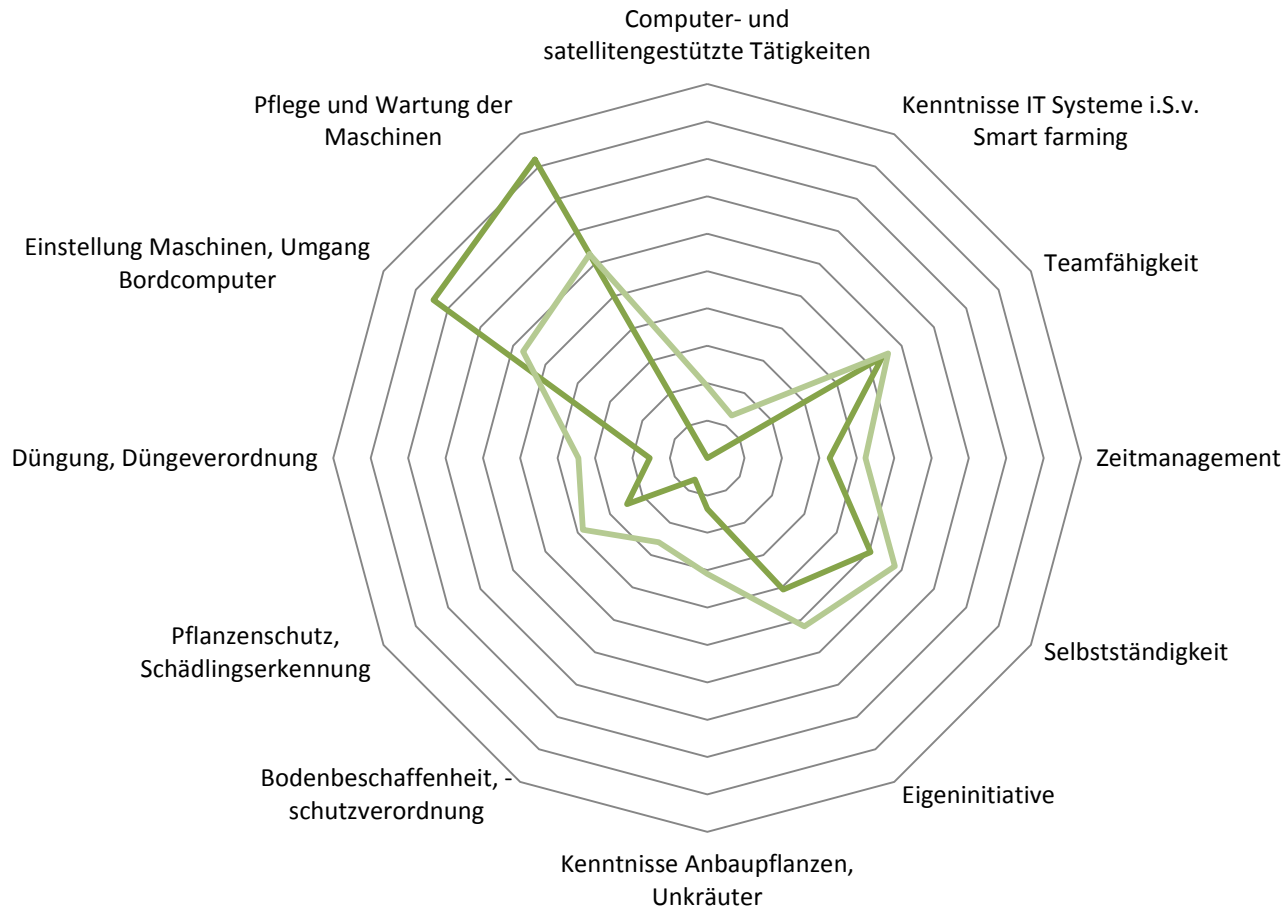 Computer- und
satellitengestützte Tätigkeiten
Kenntnisse IT Systeme i.S.v.
Smart farming
Teamfähigkeit
Zeitmanagement
Selbstständigkeit
Eigeninitiative
Kenntnisse Anbaupflanzen,
Unkräuter
Bodenbeschaffenheit, -
schutzverordnung
Pflanzenschutz,
Schädlingserkennung
Düngung, Düngeverordnung
Einstellung Maschinen, Umgang
Bordcomputer
Pflege und Wartung der
Maschinen